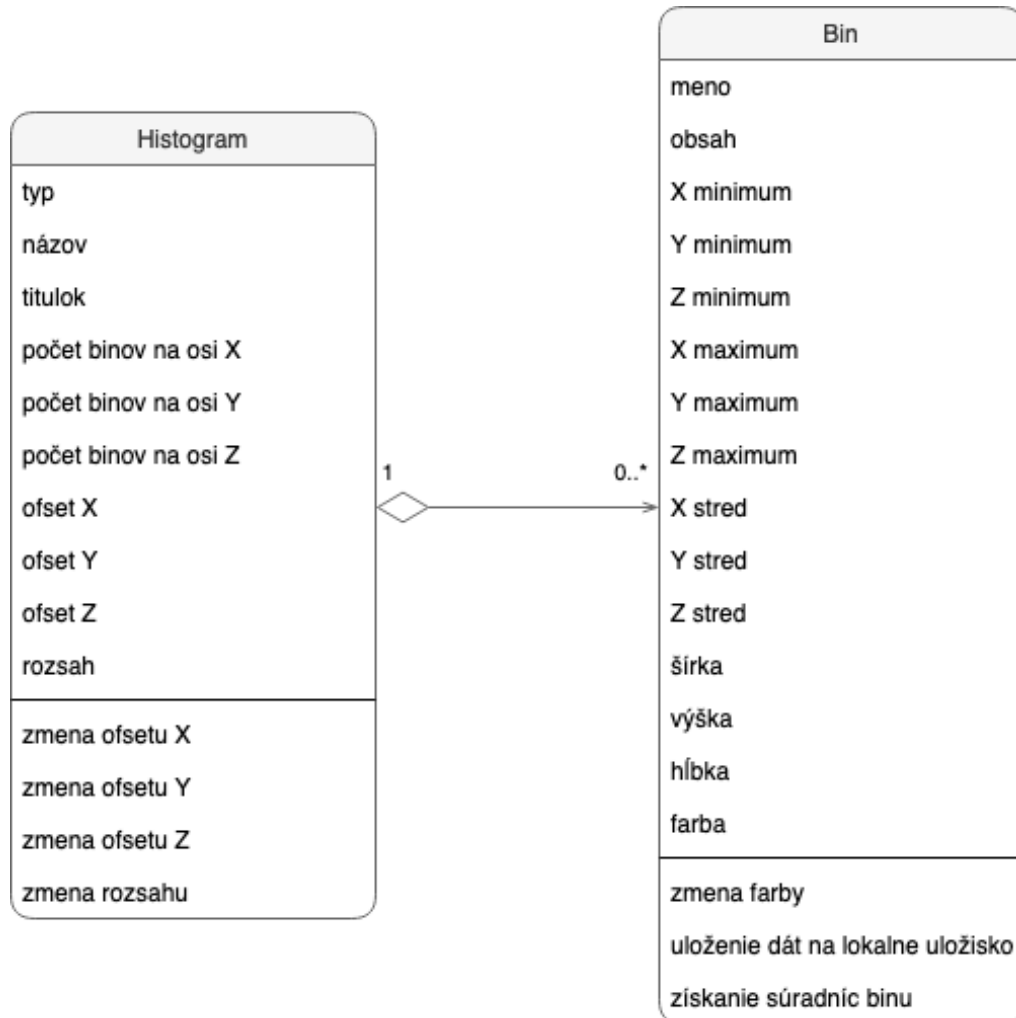 Histogram
typ
názov
titulok
počet binov na osi X
počet binov na osi Y
počet binov na osi Z
ofset X
ofset Y
ofset Z
rozsah
zmena ofsetu X
zmena ofsetu Y
zmena ofsetu Z
zmena rozsahu
1
0..*
Bin
meno
obsah
X minimum
Y minimum
Z minimum
X maximum
Y maximum
Z maximum
X stred
Y stred
Z stred
šírka
výška
hĺbka
farba
zmena farby
uloženie dát na lokalne uložisko
získanie súradníc binu